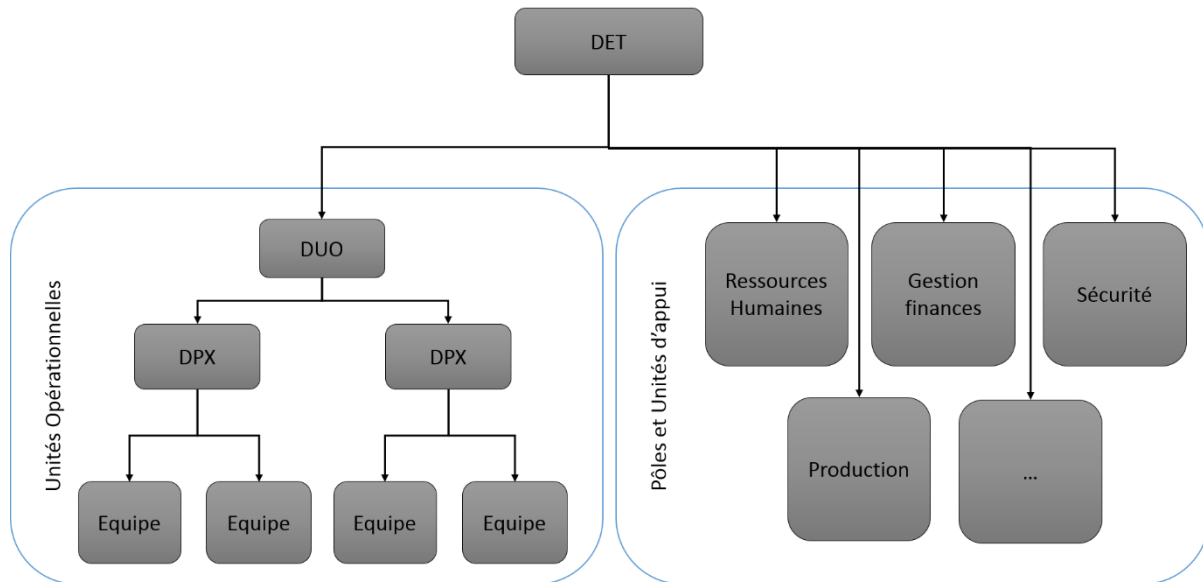 DET
Unités Opérationnelles
DUO
DPX
DPX
Equipe
Equipe
Equipe
Equipe
Pôles et Unités d'appui
Ressources
Humaines
Gestion
finances
Sécurité
Production
...